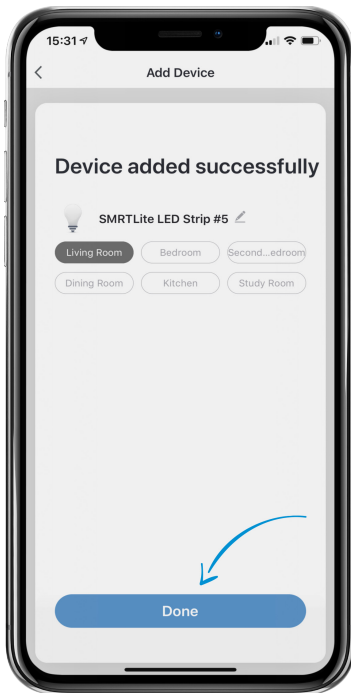 15:31
Add Device
Device added successfully
SMRTLite LED Strip #5
Living Room Bedroom Second...edroom
Dining Room Kitchen Study Room
Done